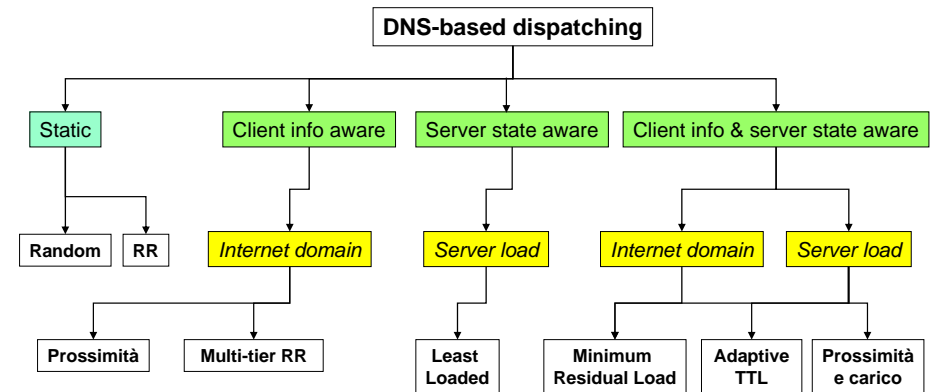 DNS-based dispatching
Static
Client info aware
Server state aware
Client info & server state aware
Random
RR
Internet domain
Server load
Internet domain
Server load
Prossimità
Multi-tier RR
Least
Loaded
Minimum
Residual Load
Adaptive
TTL
Prossimità
e carico